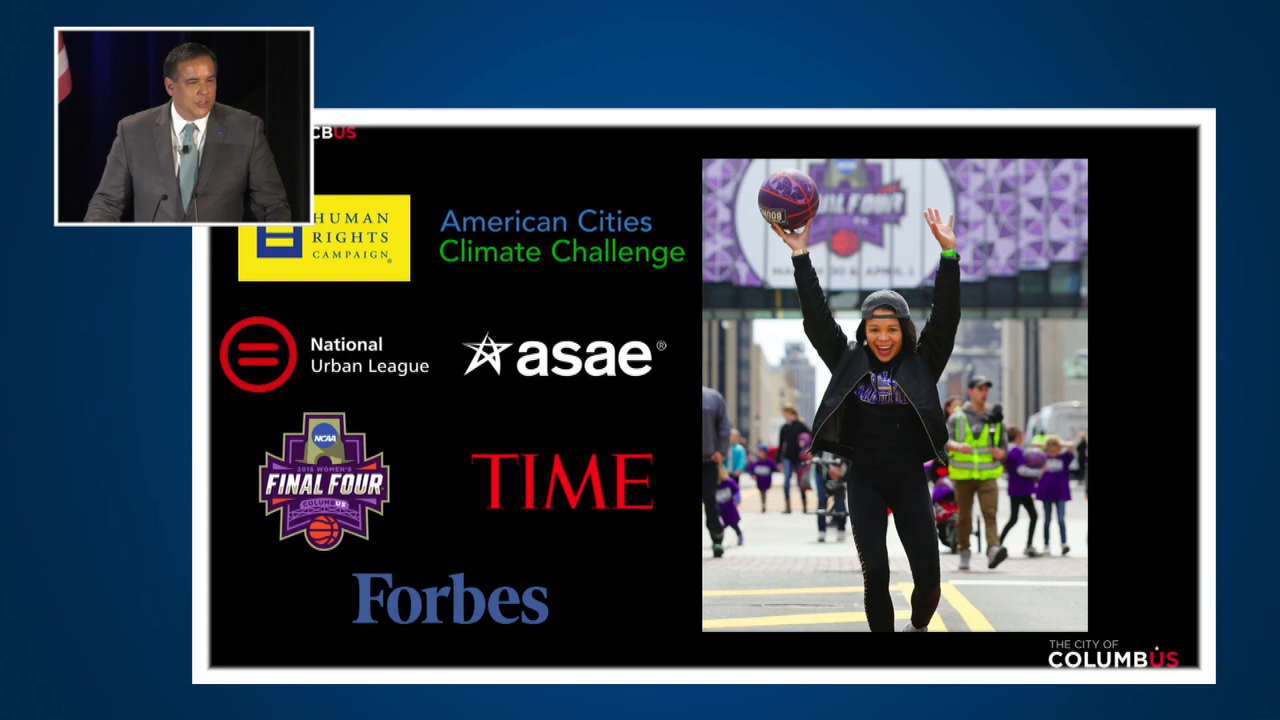 CBUS
HUMAN
RIGHTS
CAMPAIGN®
American Cities
Climate Challenge
National
Urban League
asae®
NCAA
2018 WOMEN'S
FINAL FOUR
COLUMBUS
TIME
Forbes
NCAA
FINAL FOUR
THE CITY OF
COLUMBUS